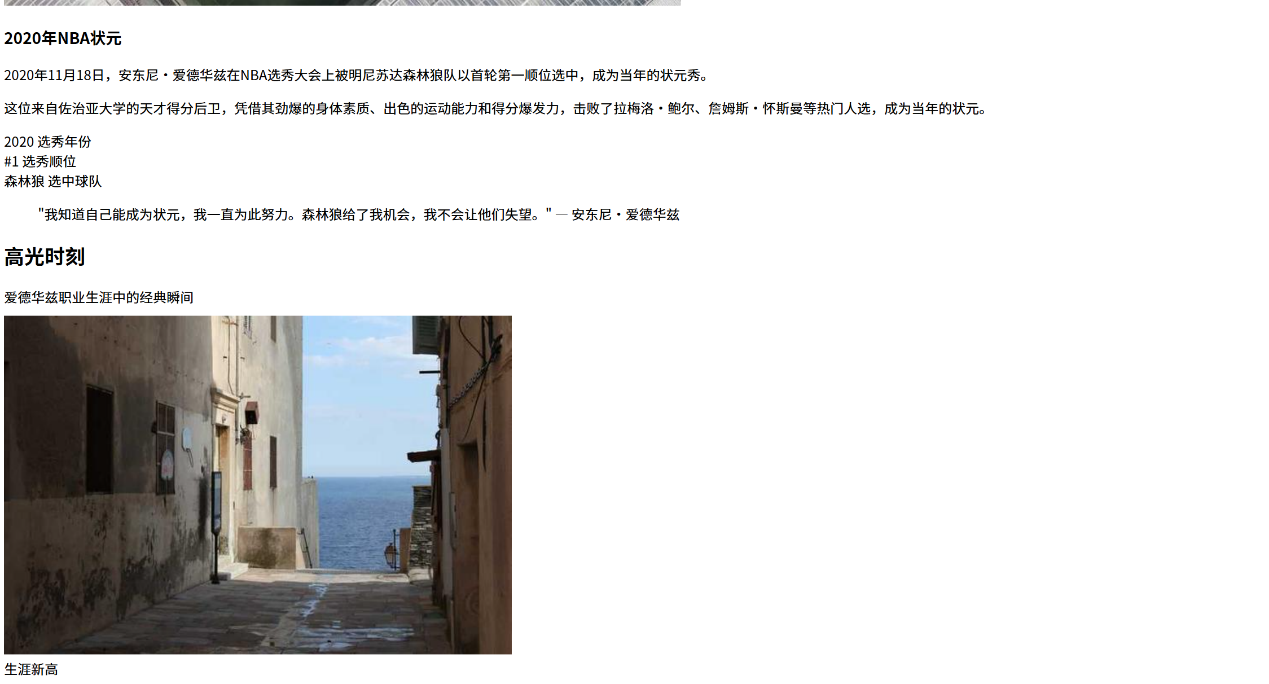 2020年NBA状元
2020年11月18日，安东尼·爱德华兹在NBA选秀大会上被明尼苏达森林狼队以首轮第一顺位选中，成为当年的状元秀。
这位来自佐治亚大学的天才得分后卫，凭借其劲爆的身体素质、出色的运动能力和得分爆发力，击败了拉梅洛·鲍尔、詹姆斯·怀斯曼等热门人选，成为当年的状元。
2020 选秀年份
#1 选秀顺位
森林狼 选中球队
"我知道自己能成为状元，我一直为此努力。森林狼给了我机会，我不会让他们失望。" — 安东尼·爱德华兹
高光时刻
爱德华兹职业生涯中的经典瞬间
生涯新高